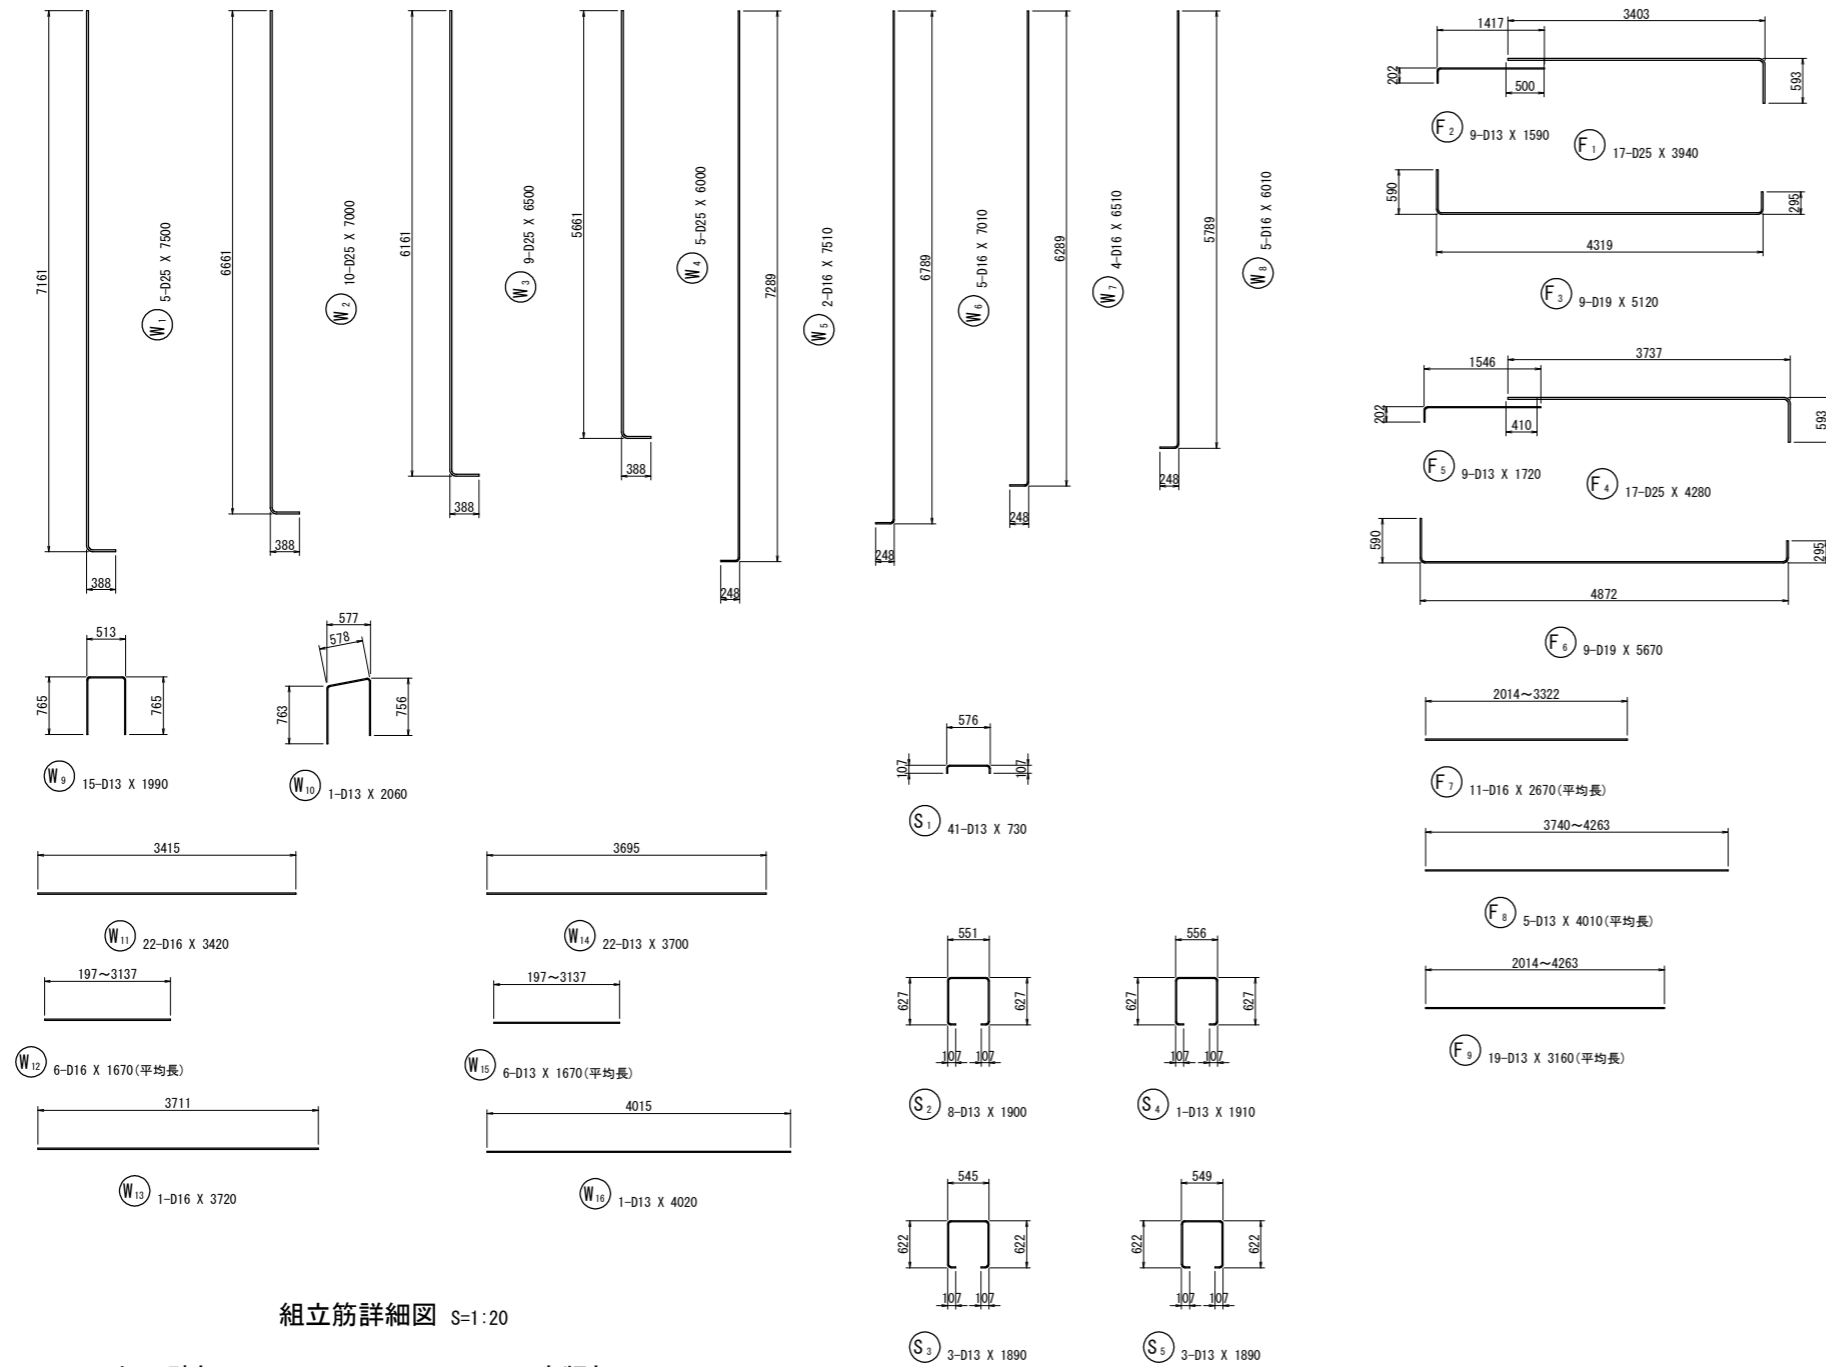 7161
388
W1 5-D25 X 7500
6661
388
W2 10-D25 X 7000
6161
388
W3 9-D25 X 6500
5661
388
W4 5-D25 X 6000
7289
248
W5 2-D16 X 7510
6789
248
W6 5-D16 X 7010
6289
248
W7 4-D16 X 6510
5789
248
W8 5-D16 X 6010
1417
3403
202
500
593
F2 9-D13 X 1590
F1 17-D25 X 3940
590
295
4319
F3 9-D19 X 5120
1546
3737
202
410
593
F5 9-D13 X 1720
F4 17-D25 X 4280
590
295
4872
F6 9-D19 X 5670
513
765
765
W9 15-D13 X 1990
577
578
763
756
W10 1-D13 X 2060
576
107
107
S1 41-D13 X 730
2014～3322
F7 11-D16 X 2670(平均長)
3740～4263
F8 5-D13 X 4010(平均長)
2014～4263
F9 19-D13 X 3160(平均長)
3415
W11 22-D16 X 3420
3695
W14 22-D13 X 3700
197～3137
W12 6-D16 X 1670(平均長)
197～3137
W15 6-D13 X 1670(平均長)
3711
W13 1-D16 X 3720
4015
W16 1-D13 X 4020
551
627
627
107
107
S2 8-D13 X 1900
556
627
627
107
107
S4 1-D13 X 1910
545
622
622
107
107
S3 3-D13 X 1890
549
622
622
107
107
S5 3-D13 X 1890
組立筋詳細図 S=1:20